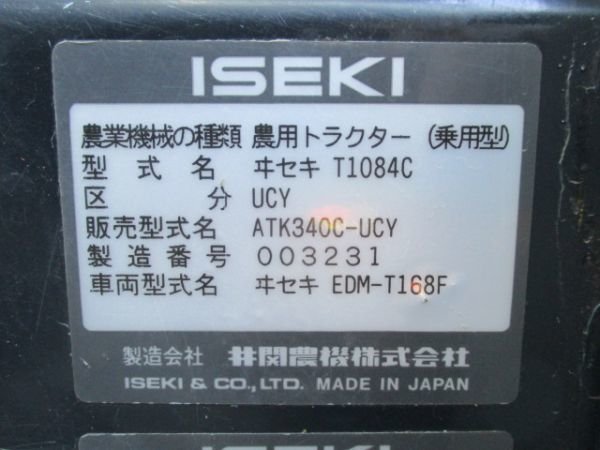 ISEKI
農業機械の種類 農用トラクター(乗用型)
型式名 ヰセキ T1084C
区分 UCY
販売型式名 ATK340C-UCY
製造番号 003231
車両型式名 ヰセキ EDM-T168F
製造会社 井関農機株式会社
ISEKI & CO., LTD. MADE IN JAPAN
ISEKI